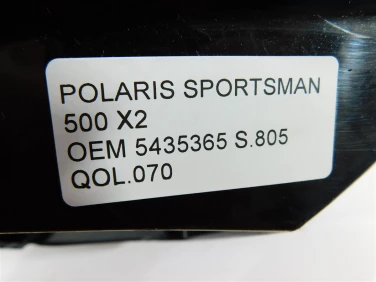 POLARIS SPORTSMAN
500 X2
OEM 5435365 S.805
QOL.070